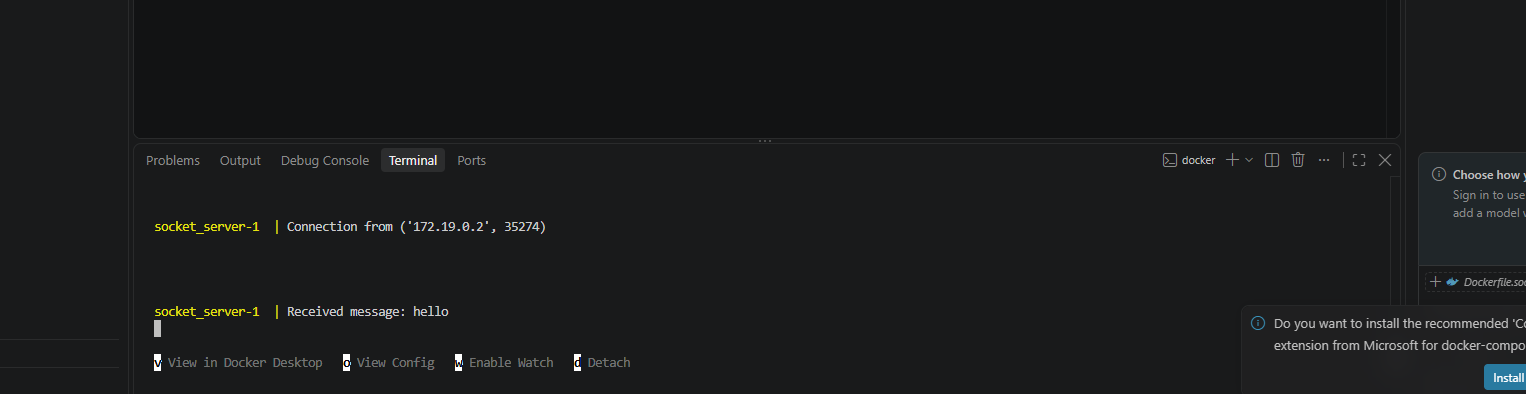 Problems Output Debug Console Terminal Ports docker
Choose how y
Sign in to use
add a model v
socket_server-1 | Connection from ('172.19.0.2', 35274)
Dockerfile.soc
socket_server-1 | Received message: hello
Do you want to install the recommended 'Co
extension from Microsoft for docker-compo
v View in Docker Desktop o View Config w Enable Watch d Detach
Install